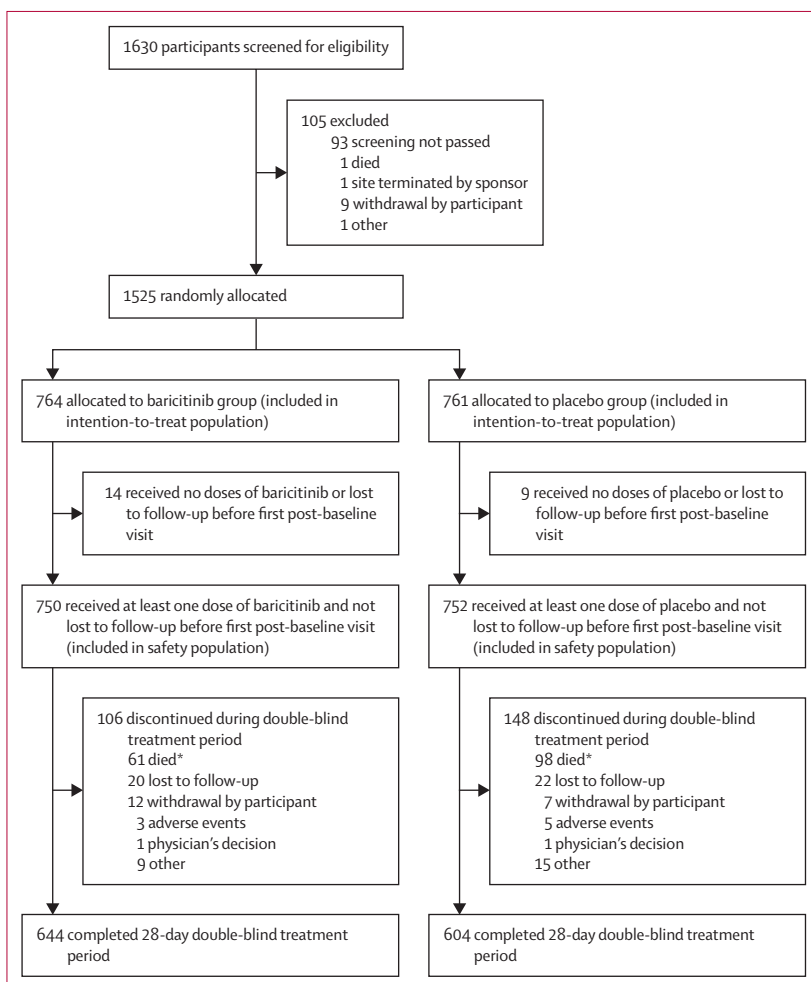 1630 participants screened for eligibility
105 excluded
93 screening not passed
1 died
1 site terminated by sponsor
9 withdrawal by participant
1 other
1525 randomly allocated
764 allocated to baricitinib group (included in
intention-to-treat population)
761 allocated to placebo group (included in
intention-to-treat population)
14 received no doses of baricitinib or lost
to follow-up before first post-baseline
visit
9 received no doses of placebo or lost to
follow-up before first post-baseline
visit
750 received at least one dose of baricitinib and not
lost to follow-up before first post-baseline visit
(included in safety population)
752 received at least one dose of placebo and not
lost to follow-up before first post-baseline visit
(included in safety population)
106 discontinued during double-blind
treatment period
61 died*
20 lost to follow-up
12 withdrawal by participant
3 adverse events
1 physician’s decision
9 other
148 discontinued during double-blind
treatment period
98 died*
22 lost to follow-up
7 withdrawal by participant
5 adverse events
1 physician’s decision
15 other
644 completed 28-day double-blind treatment
period
604 completed 28-day double-blind treatment
period